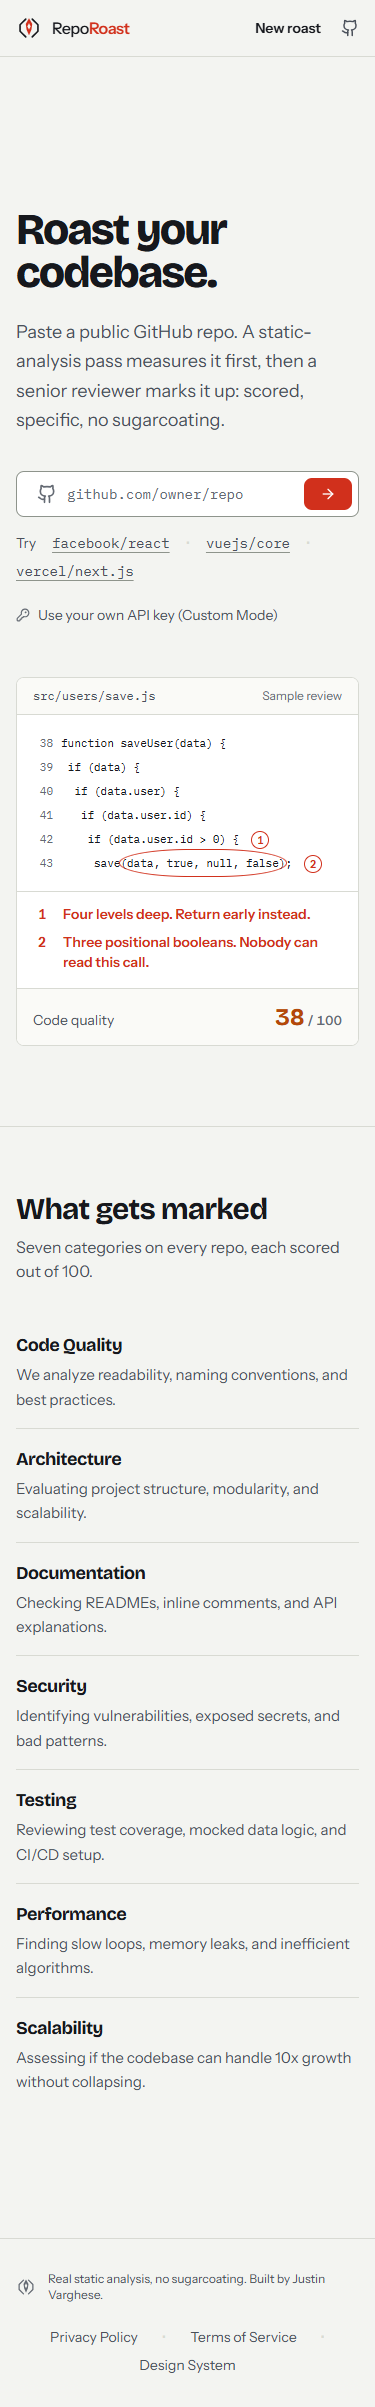 RepoRoast
New roast
Roast your
codebase.
Paste a public GitHub repo. A static-
analysis pass measures it first, then a
senior reviewer marks it up: scored,
specific, no sugarcoating.
github.com/owner/repo
Try facebook/react · vuejs/core ·
vercel/next.js
Use your own API key (Custom Mode)
src/users/save.js Sample review
38 function saveUser(data) {
39 if (data) {
40 if (data.user) {
41 if (data.user.id) {
42 if (data.user.id > 0) { 1
43 save(data, true, null, false); 2
1 Four levels deep. Return early instead.
2 Three positional booleans. Nobody can
read this call.
Code quality 38 / 100
What gets marked
Seven categories on every repo, each scored
out of 100.
Code Quality
We analyze readability, naming conventions, and
best practices.
Architecture
Evaluating project structure, modularity, and
scalability.
Documentation
Checking READMEs, inline comments, and API
explanations.
Security
Identifying vulnerabilities, exposed secrets, and
bad patterns.
Testing
Reviewing test coverage, mocked data logic, and
CI/CD setup.
Performance
Finding slow loops, memory leaks, and inefficient
algorithms.
Scalability
Assessing if the codebase can handle 10x growth
without collapsing.
Real static analysis, no sugarcoating. Built by Justin
Varghese.
Privacy Policy · Terms of Service ·
Design System